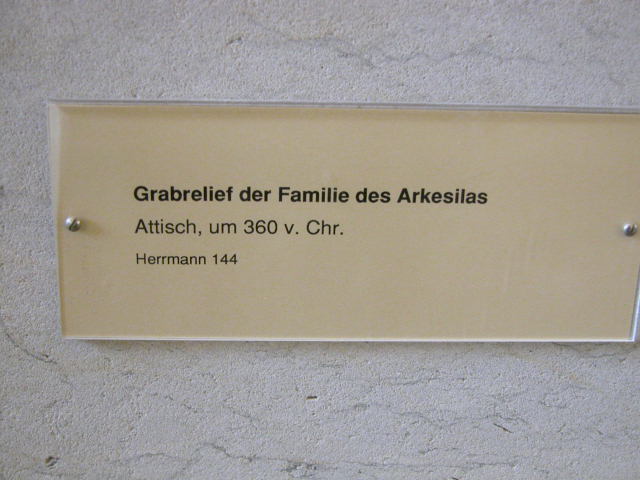 Grabrelief der Familie des Arkesilas
Attisch, um 360 v. Chr.
Herrmann 144